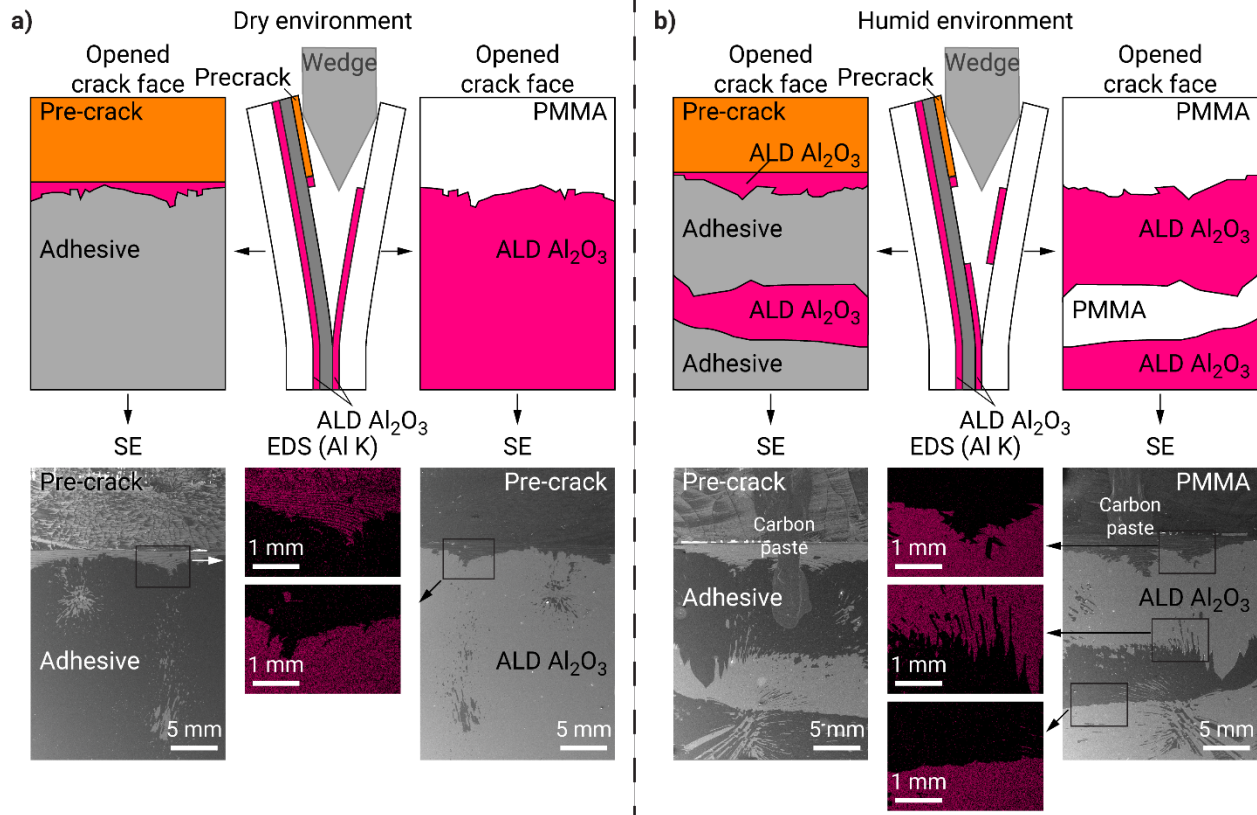 a)
Dry environment
Opened
crack face
Precrack
Wedge
Opened
crack face
Pre-crack
PMMA
Adhesive
ALD Al₂O₃
ALD Al₂O₃
SE
EDS (Al K)
SE
Pre-crack
1 mm
Pre-crack
Adhesive
1 mm
ALD Al₂O₃
5 mm
5 mm
b)
Humid environment
Opened
crack face
Precrack
Wedge
Opened
crack face
Pre-crack
PMMA
ALD Al₂O₃
Adhesive
ALD Al₂O₃
ALD Al₂O₃
PMMA
Adhesive
ALD Al₂O₃
ALD Al₂O₃
SE
EDS (Al K)
SE
Pre-crack
PMMA
Carbon
paste
1 mm
Carbon
paste
Adhesive
ALD Al₂O₃
1 mm
5 mm
1 mm
5 mm